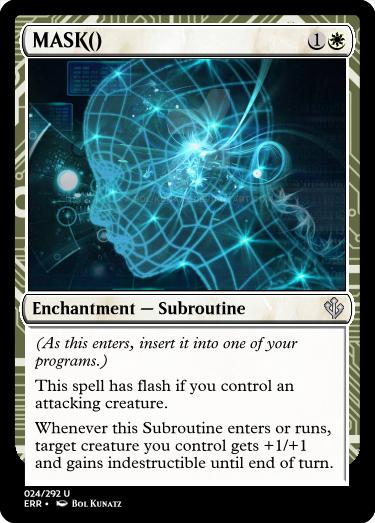 MASK() 1
Enchantment — Subroutine
(As this enters, insert it into one of your
programs.)
This spell has flash if you control an
attacking creature.
Whenever this Subroutine enters or runs,
target creature you control gets +1/+1
and gains indestructible until end of turn.
024/292 U
ERR • Bol Kunatz